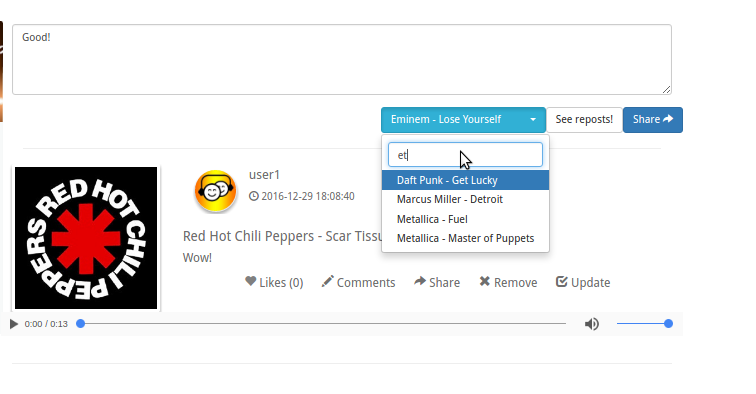 Good!
Eminem - Lose Yourself
See reposts!
Share
et
Daft Punk - Get Lucky
Marcus Miller - Detroit
Metallica - Fuel
Metallica - Master of Puppets
RED HOT CHILI PEPPERS
user1
2016-12-29 18:08:40
Red Hot Chili Peppers - Scar
Wow!
Likes (0) Comments Share Remove Update
0:00 / 0:13